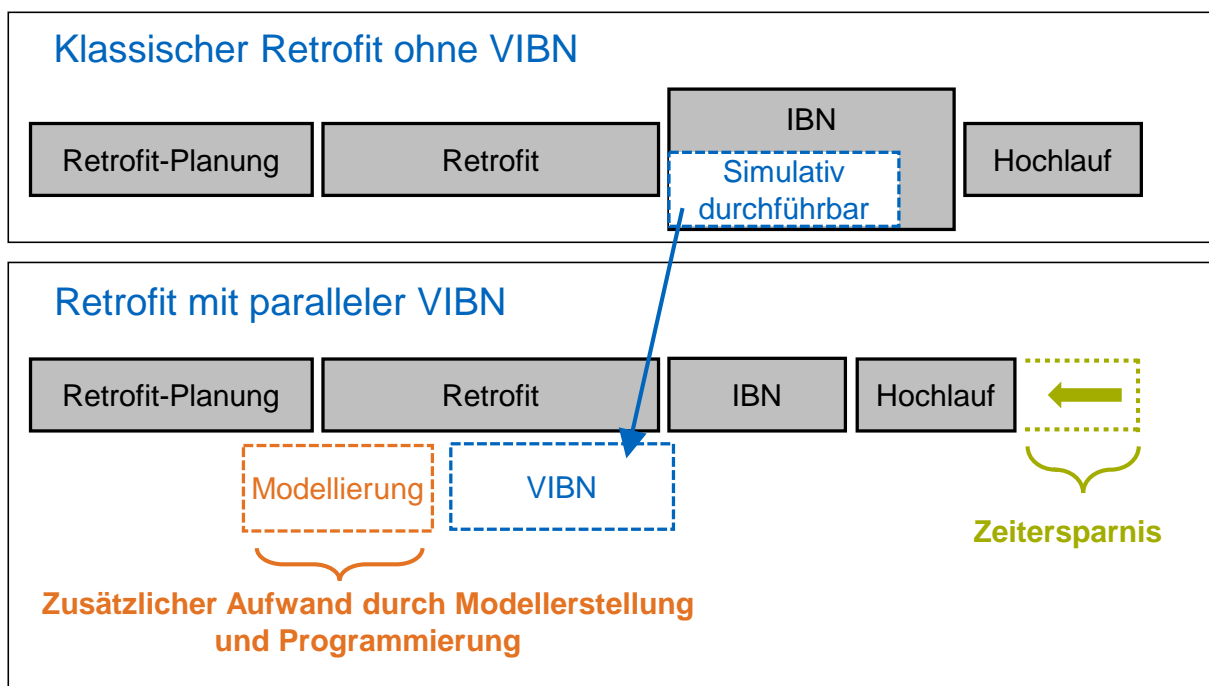 Klassischer Retrofit ohne VIBN
Retrofit-Planung
Retrofit
IBN
Simulativ
durchführbar
Hochlauf
Retrofit mit paralleler VIBN
Retrofit-Planung
Retrofit
IBN
Hochlauf
Modellierung
VIBN
Zeitersparnis
Zusätzlicher Aufwand durch Modellerstellung
und Programmierung